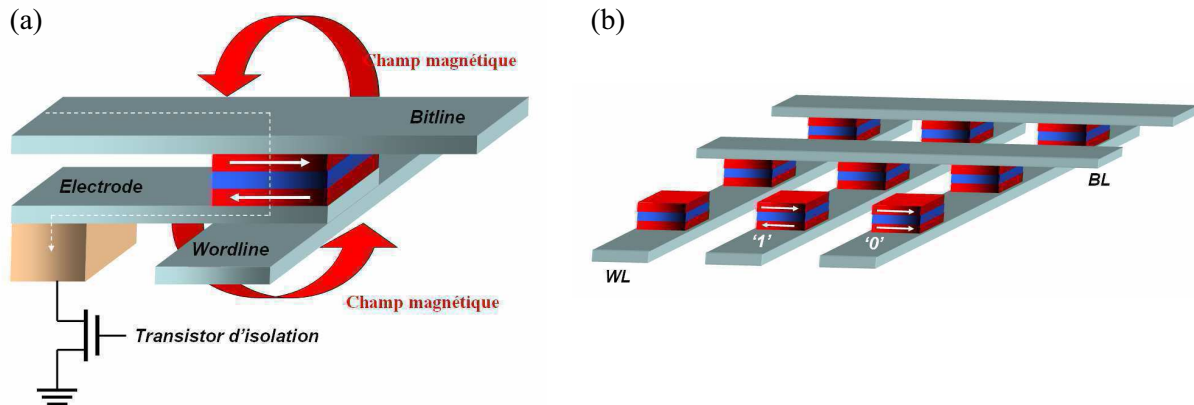 (a)
Champ magnétique
Bitline
Electrode
Wordline
Champ magnétique
Transistor d'isolation
(b)
BL
'1'
'0'
WL